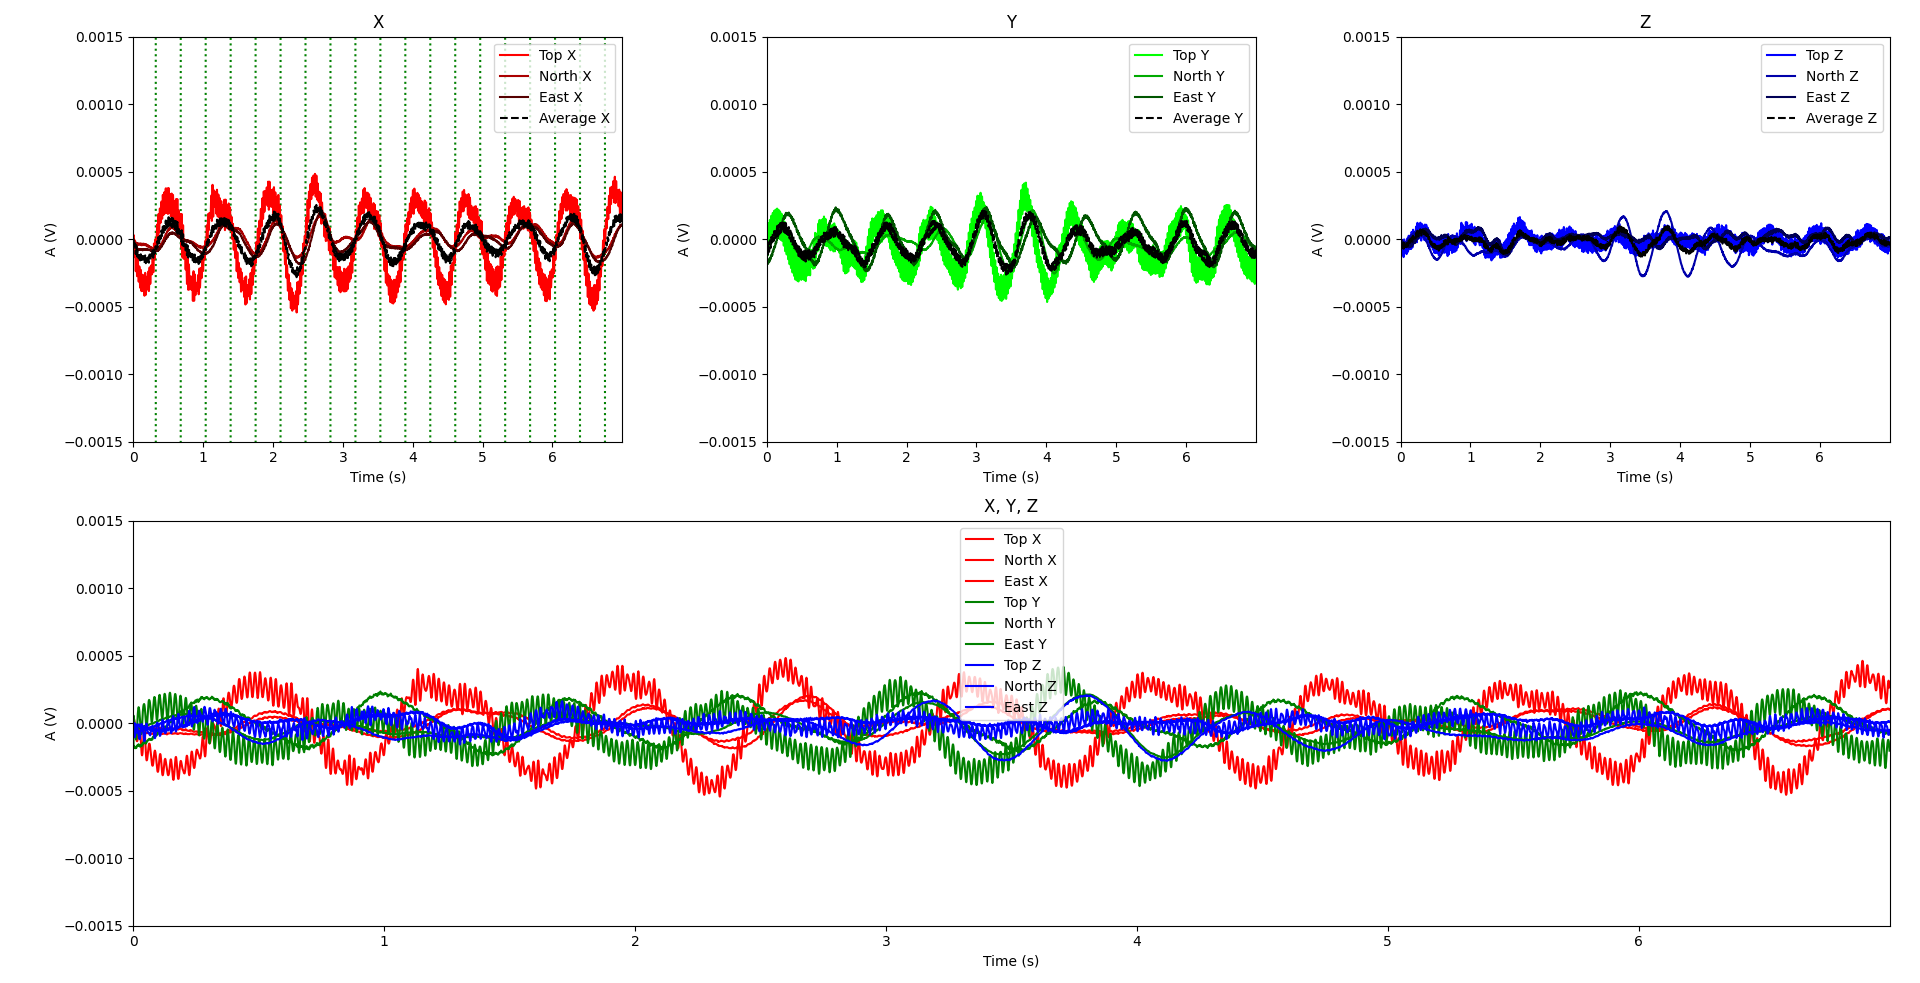 X
0.0015
0.0010
0.0005
0.0000
−0.0005
−0.0010
−0.0015
A (V)
0 1 2 3 4 5 6
Time (s)
Top X
North X
East X
Average X
Y
0.0015
0.0010
0.0005
0.0000
−0.0005
−0.0010
−0.0015
A (V)
0 1 2 3 4 5 6
Time (s)
Top Y
North Y
East Y
Average Y
Z
0.0015
0.0010
0.0005
0.0000
−0.0005
−0.0010
−0.0015
A (V)
0 1 2 3 4 5 6
Time (s)
Top Z
North Z
East Z
Average Z
X, Y, Z
0.0015
0.0010
0.0005
0.0000
−0.0005
−0.0010
−0.0015
A (V)
0 1 2 3 4 5 6
Time (s)
Top X
North X
East X
Top Y
North Y
East Y
Top Z
North Z
East Z